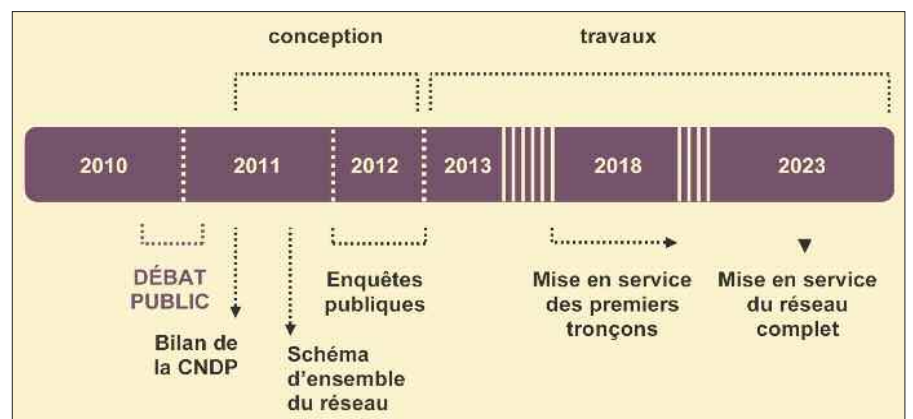 conception
travaux
2010
2011
2012
2013
2018
2023
DÉBAT
PUBLIC
Bilan de
la CNDP
Schéma
d'ensemble
du réseau
Enquêtes
publiques
Mise en service
des premiers
tronçons
Mise en service
du réseau
complet